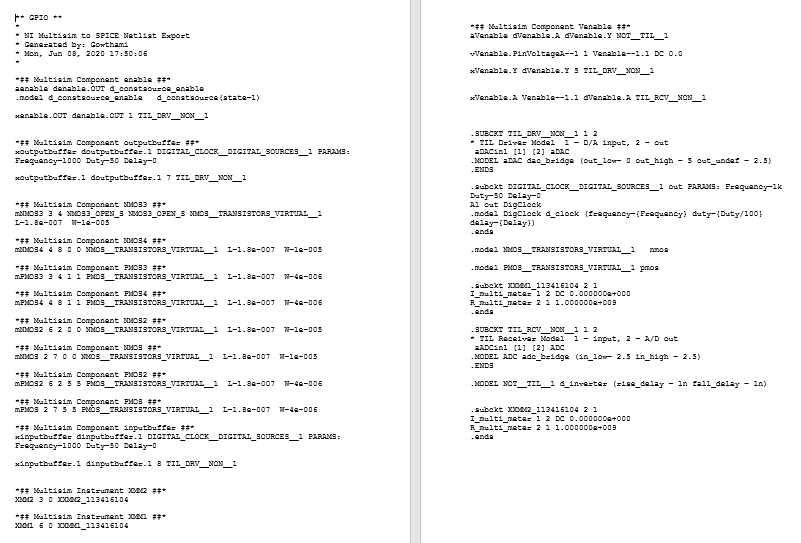 ** GPIO **
*
* NI Multisim to SPICE Netlist Export
* Generated by: Gowthami
* Mon, Jun 08, 2020 17:50:06
*
*## Multisim Component enable ##*
aenable denable.OUT d_constsource_enable
.model d_constsource_enable d_constsource(state=1)
xenable.OUT denable.OUT 1 TIL_DRV__NON__1
*## Multisim Component outputbuffer ##*
xoutputbuffer doutputbuffer.1 DIGITAL_CLOCK__DIGITAL_SOURCES__1 PARAMS:
Frequency=1000 Duty=50 Delay=0
xoutputbuffer.1 doutputbuffer.1 7 TIL_DRV__NON__1
*## Multisim Component NMOS3 ##*
mNMOS3 3 4 NMOS3_OPEN_S NMOS3_OPEN_S NMOS__TRANSISTORS_VIRTUAL__1
L=1.8e-007 W=1e-005
*## Multisim Component NMOS4 ##*
mNMOS4 4 8 0 0 NMOS__TRANSISTORS_VIRTUAL__1 L=1.8e-007 W=1e-005
*## Multisim Component PMOS3 ##*
mPMOS3 3 4 1 1 PMOS__TRANSISTORS_VIRTUAL__1 L=1.8e-007 W=4e-006
*## Multisim Component PMOS4 ##*
mPMOS4 4 8 1 1 PMOS__TRANSISTORS_VIRTUAL__1 L=1.8e-007 W=4e-006
*## Multisim Component NMOS2 ##*
mNMOS2 6 2 0 0 NMOS__TRANSISTORS_VIRTUAL__1 L=1.8e-007 W=1e-005
*## Multisim Component NMOS ##*
mNMOS 2 7 0 0 NMOS__TRANSISTORS_VIRTUAL__1 L=1.8e-007 W=1e-005
*## Multisim Component PMOS2 ##*
mPMOS2 6 2 5 5 PMOS__TRANSISTORS_VIRTUAL__1 L=1.8e-007 W=4e-006
*## Multisim Component PMOS ##*
mPMOS 2 7 5 5 PMOS__TRANSISTORS_VIRTUAL__1 L=1.8e-007 W=4e-006
*## Multisim Component inputbuffer ##*
xinputbuffer dinputbuffer.1 DIGITAL_CLOCK__DIGITAL_SOURCES__1 PARAMS:
Frequency=1000 Duty=50 Delay=0
xinputbuffer.1 dinputbuffer.1 8 TIL_DRV__NON__1
*## Multisim Instrument XMM2 ##*
XMM2 3 0 XXMM2_113416104
*## Multisim Instrument XMM1 ##*
XMM1 6 0 XXMM1_113416104
*## Multisim Component Venable ##*
aVenable dVenable.A dVenable.Y NOT__TIL__1
vVenable.PinVoltageA--1 1 Venable--1.1 DC 0.0
xVenable.Y dVenable.Y 5 TIL_DRV__NON__1
xVenable.A Venable--1.1 dVenable.A TIL_RCV__NON__1
.SUBCKT TIL_DRV__NON__1 1 2
* TIL Driver Model 1 = D/A input, 2 = out
aDAC1 [1] [2] aDAC
.MODEL aDAC dac_bridge (out_low= 0 out_high = 5 out_undef = 2.5)
.ENDS
.subckt DIGITAL_CLOCK__DIGITAL_SOURCES__1 out PARAMS: Frequency=1k
Duty=50 Delay=0
A1 out DigClock
.model DigClock d_clock (frequency={Frequency} duty={Duty/100}
delay={Delay})
.ends
.model NMOS__TRANSISTORS_VIRTUAL__1 nmos
.model PMOS__TRANSISTORS_VIRTUAL__1 pmos
.subckt XXMM1_113416104 2 1
I_multi_meter 1 2 DC 0.000000e+000
R_multi_meter 2 1 1.000000e+009
.ends
.SUBCKT TIL_RCV__NON__1 1 2
* TIL Receiver Model 1 = input, 2 = A/D out
aADCin1 [1] [2] ADC
.MODEL ADC adc_bridge (in_low= 2.5 in_high = 2.5)
.ENDS
.MODEL NOT__TIL__1 d_inverter (rise_delay = 1n fall_delay = 1n)
.subckt XXMM2_113416104 2 1
I_multi_meter 1 2 DC 0.000000e+000
R_multi_meter 2 1 1.000000e+009
.ends